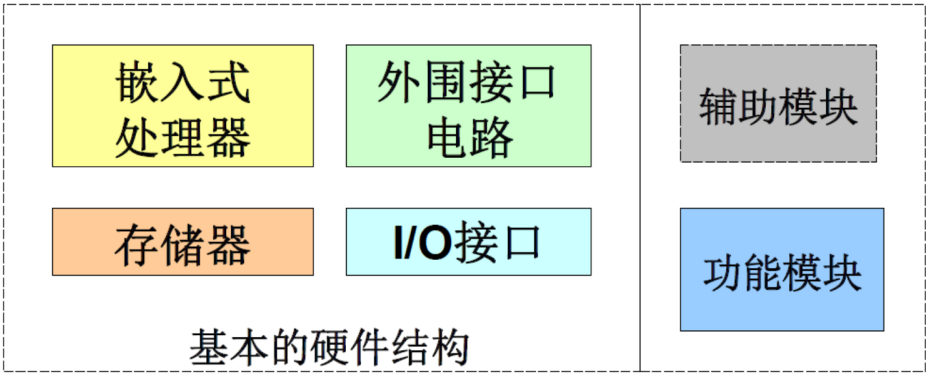 嵌入式
处理器
外围接口
电路
辅助模块
存储器
I/O接口
功能模块
基本的硬件结构